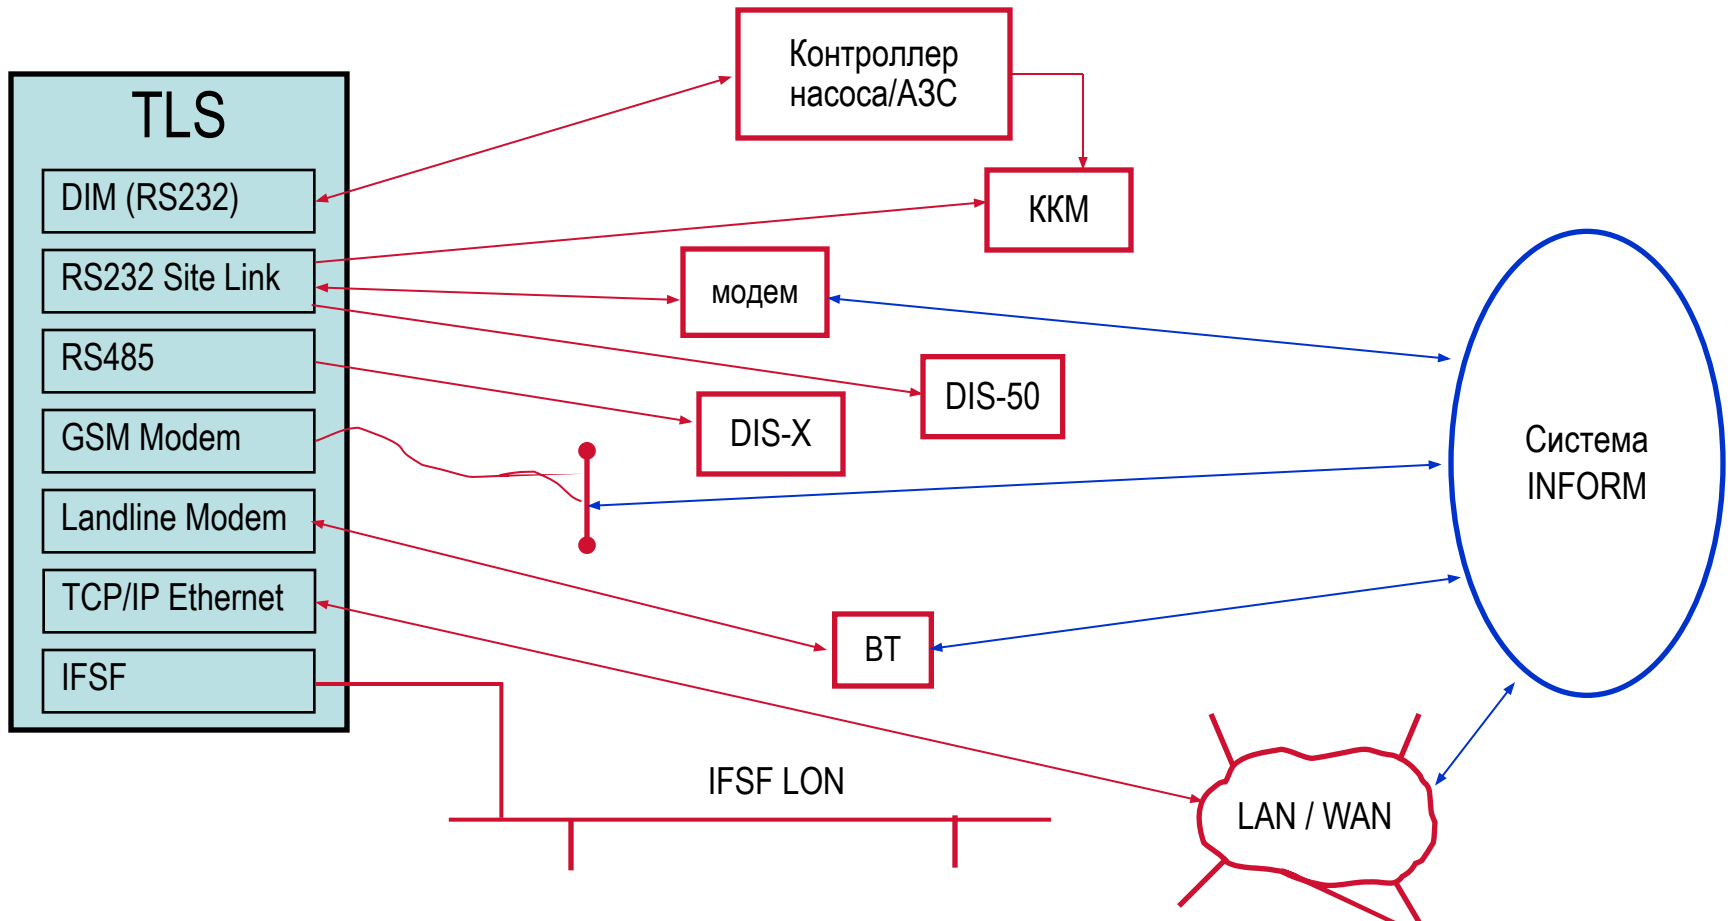 TLS
DIM (RS232)
RS232 Site Link
RS485
GSM Modem
Landline Modem
TCP/IP Ethernet
IFSF
Контроллер
насоса/АЗС
ККМ
модем
DIS-50
DIS-X
BT
IFSF LON
LAN / WAN
Система
INFORM